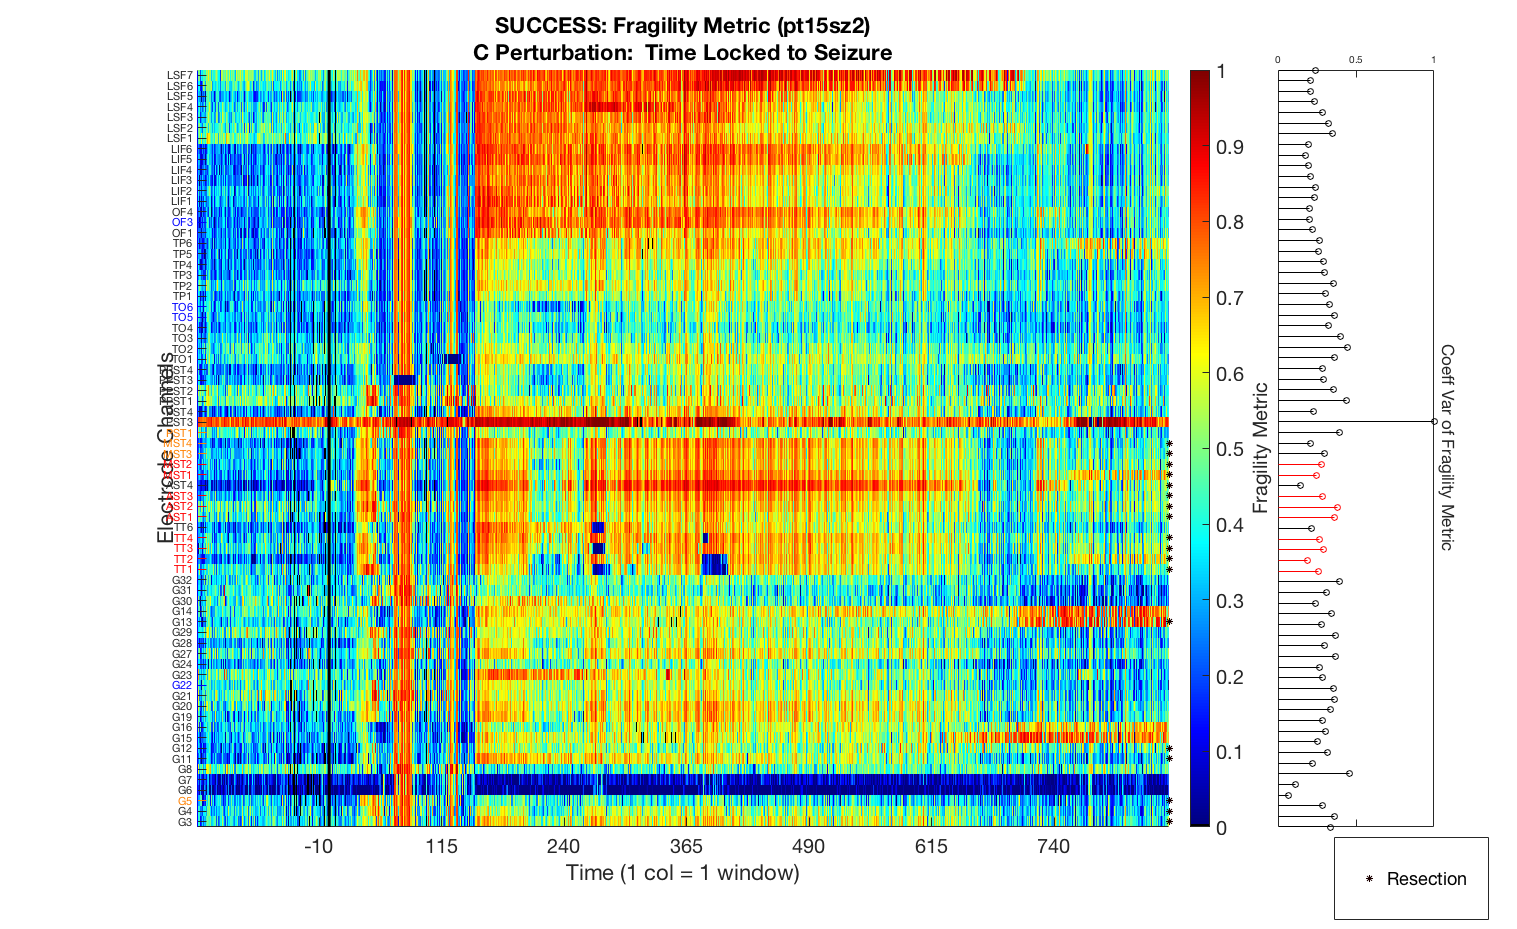 SUCCESS: Fragility Metric (pt15sz2)
C Perturbation: Time Locked to Seizure
LSF7
LSF6
LSF5
LSF4
LSF3
LSF2
LSF1
LIF6
LIF5
LIF4
LIF3
LIF2
LIF1
OF4
OF3
OF1
TP6
TP5
TP4
TP3
TP2
TP1
TO6
TO5
TO4
TO3
TO2
TO1
TT6
TT4
TT3
TT2
TT1
G32
G31
G30
G14
G13
G29
G28
G27
G24
G23
G22
G21
G20
G19
G16
G15
G12
G11
G8
G7
G6
G5
G4
G3
Electrode Channels
-10
115
240
365
490
615
740
Time (1 col = 1 window)
1
0.9
0.8
0.7
0.6
0.5
0.4
0.3
0.2
0.1
0
Fragility Metric
0
0.5
1
Coeff Var of Fragility Metric
* Resection